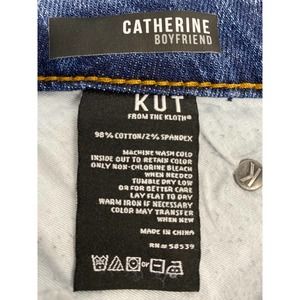 CATHERINE
BOYFRIEND
KUT
FROM THE KLOTH®
98% COTTON/2% SPANDEX
MACHINE WASH COLD
INSIDE OUT TO RETAIN COLOR
ONLY NON-CHLORINE BLEACH
WHEN NEEDED
TUMBLE DRY LOW
OR FOR BETTER CARE
LAY FLAT TO DRY
WARM IRON IF NECESSARY
COLOR MAY TRANSFER
WHEN NEW
MADE IN CHINA
RN# 58539
or
K